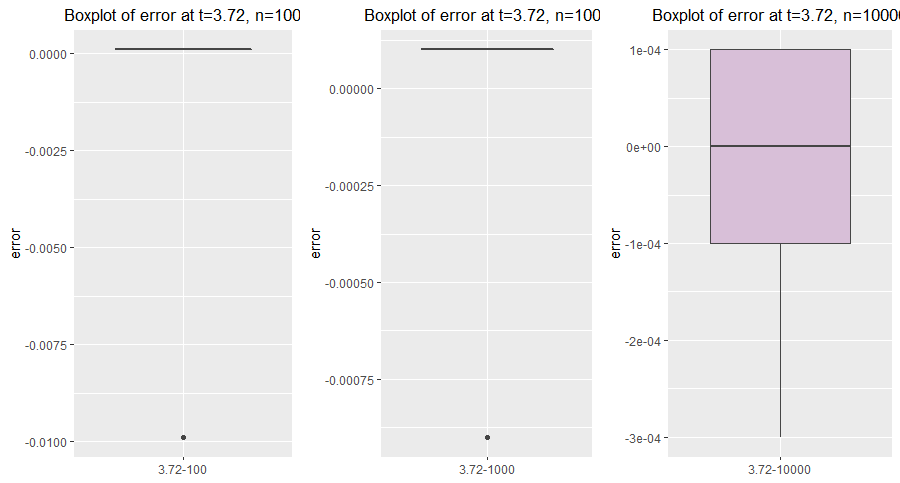 Boxplot of error at t=3.72, n=100
error
0.0000
-0.0025
-0.0050
-0.0075
-0.0100
3.72-100
Boxplot of error at t=3.72, n=100
error
0.00000
-0.00025
-0.00050
-0.00075
3.72-1000
Boxplot of error at t=3.72, n=10000
error
1e-04
0e+00
-1e-04
-2e-04
-3e-04
3.72-10000